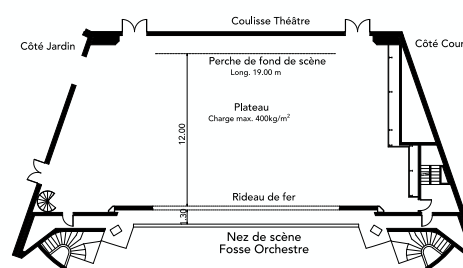 Coulisse Théâtre
Côté Jardin
Côté Cour
Perche de fond de scène
Long. 19.00 m
Plateau
Charge max. 400kg/m²
12.00
Rideau de fer
1.30
Nez de scène
Fosse Orchestre